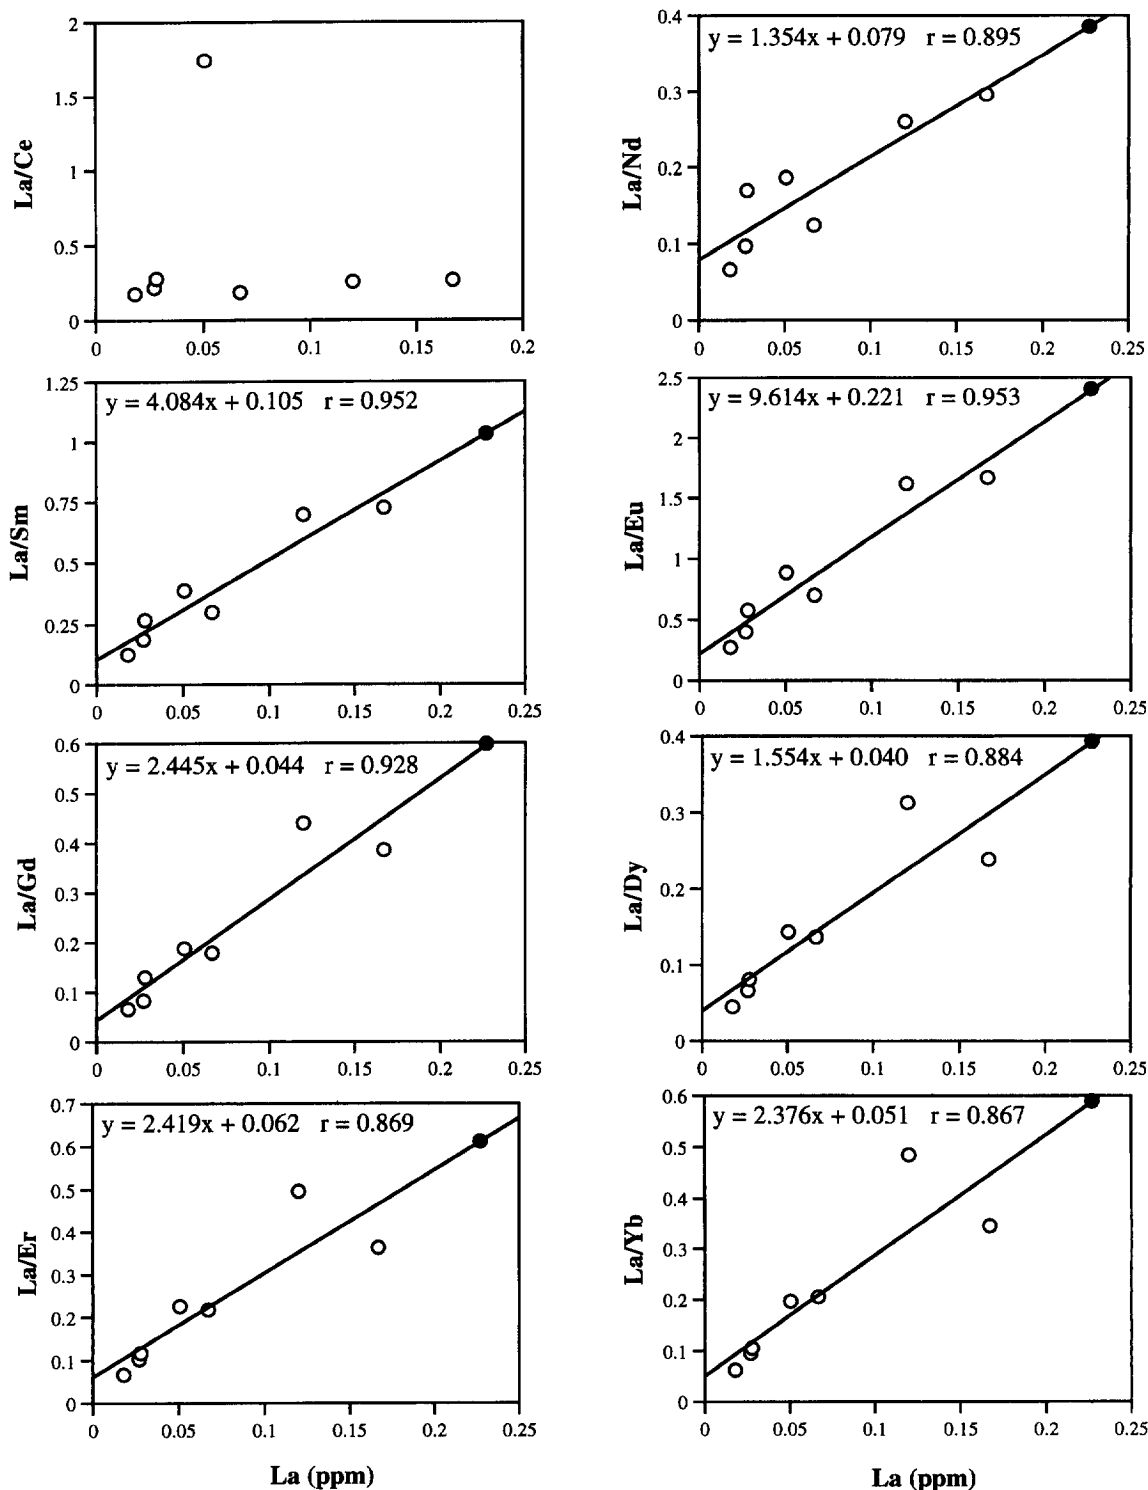 2
1.5
1
0.5
0
La/Ce
0 0.05 0.1 0.15 0.2
y = 1.354x + 0.079 r = 0.895
0.4
0.3
0.2
0.1
0
La/Nd
0 0.05 0.1 0.15 0.2 0.25
y = 4.084x + 0.105 r = 0.952
1.25
1
0.75
0.5
0.25
0
La/Sm
0 0.05 0.1 0.15 0.2 0.25
y = 9.614x + 0.221 r = 0.953
2.5
2
1.5
1
0.5
0
La/Eu
0 0.05 0.1 0.15 0.2 0.25
y = 2.445x + 0.044 r = 0.928
0.6
0.5
0.4
0.3
0.2
0.1
0
La/Gd
0 0.05 0.1 0.15 0.2 0.25
y = 1.554x + 0.040 r = 0.884
0.4
0.3
0.2
0.1
0
La/Dy
0 0.05 0.1 0.15 0.2 0.25
y = 2.419x + 0.062 r = 0.869
0.7
0.6
0.5
0.4
0.3
0.2
0.1
0
La/Er
0 0.05 0.1 0.15 0.2 0.25
La (ppm)
y = 2.376x + 0.051 r = 0.867
0.6
0.5
0.4
0.3
0.2
0.1
0
La/Yb
0 0.05 0.1 0.15 0.2 0.25
La (ppm)